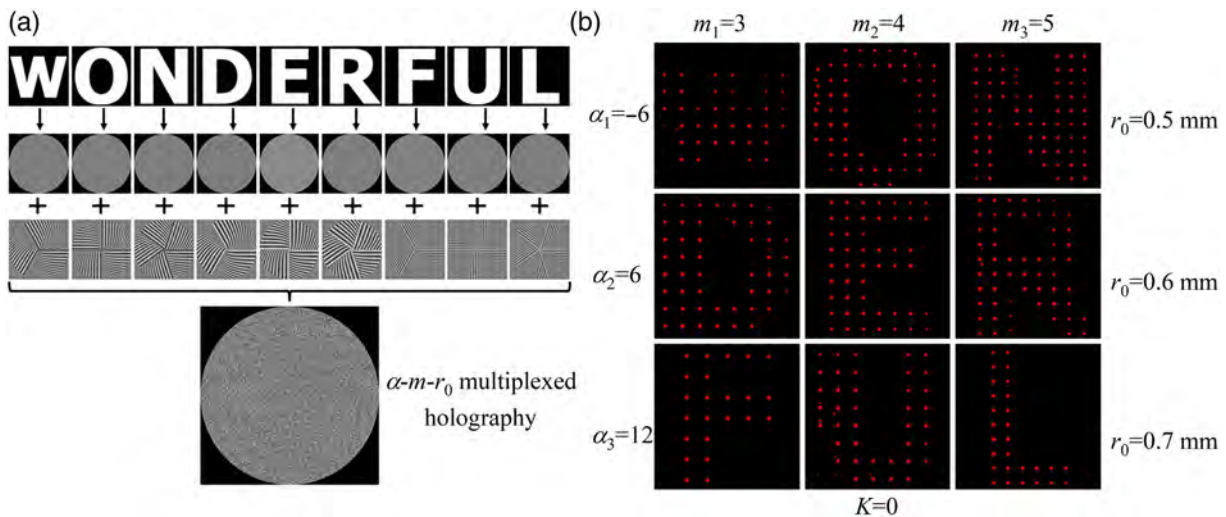 (a)
WONDERFUL
+ + + + + + + + +
α-m-r₀ multiplexed
holography
(b)
m₁=3 m₂=4 m₃=5
α₁=−6 W O N r₀=0.5 mm
α₂=6 D E R r₀=0.6 mm
α₃=12 F U L r₀=0.7 mm
K=0